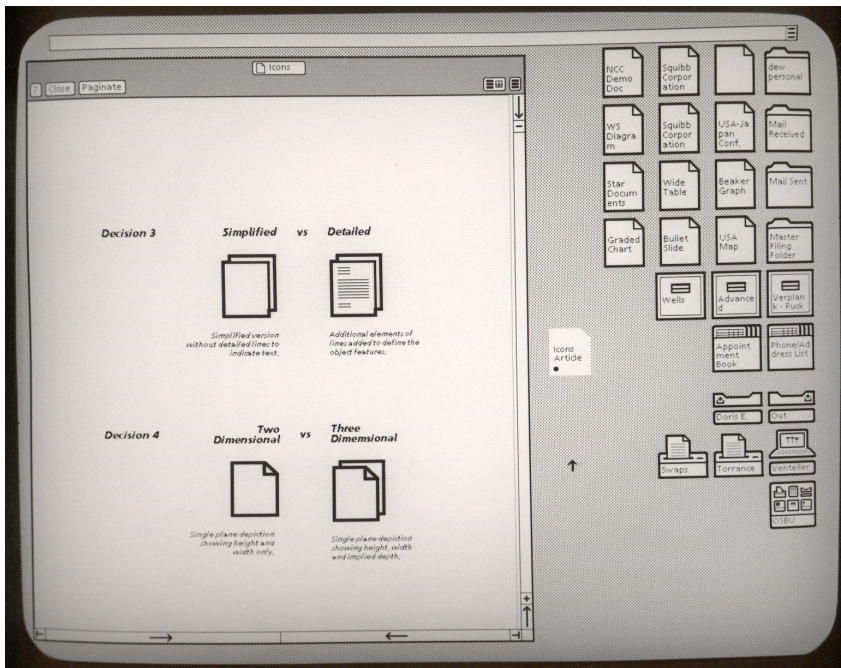 Icons
? Close Paginate
Decision 3
Simplified vs Detailed
Simplified version
without detailed lines to
indicate text.
Additional elements of
lines added to define the
object features.
Decision 4
Two
Dimensional
vs
Three
Dimemsional
Single plane depiction
showing height and
width only.
Single plane depiction
showing height, width
and implied depth.
NCC
Demo
Doc
Squibb
Corpor
ation
dew
personal
WS
Diagra
m
Squibb
Corpor
ation
USA-Ja
pan
Conf.
Mail
Received
Star
Docum
ents
Wide
Table
Beaker
Graph
Mail Sent
Graded
Chart
Bullet
Slide
USA
Map
Master
Filing
Folder
Wells
Advance
d
Verplan
k - Puck
Icons
Article
Appoint
ment
Book
Phone/Ad
dress List
Doris E.
Out
Swaps
Torrance
TTY
Venteller
OSBU